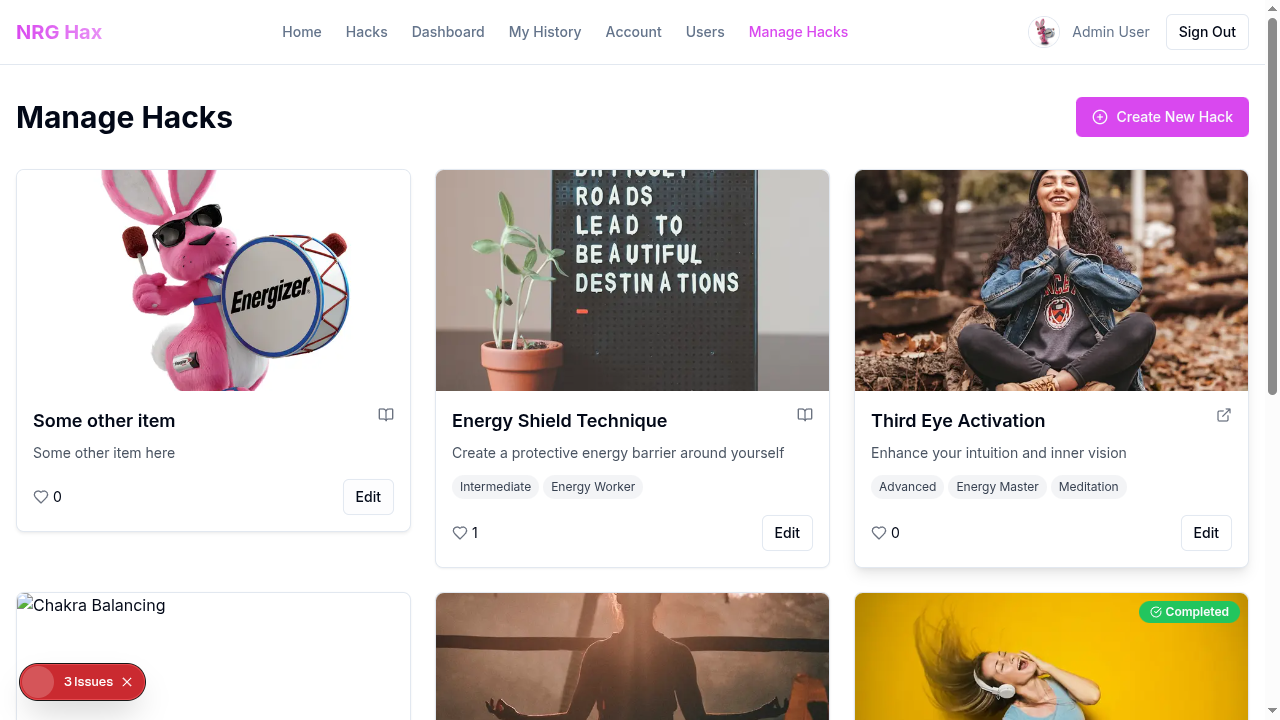 NRG Hax
Home
Hacks
Dashboard
My History
Account
Users
Manage Hacks
Admin User
Sign Out
Manage Hacks
Create New Hack
Energizer
Some other item
Some other item here
0
Edit
DIFFICULT
ROADS
LEAD TO
BEAUTIFUL
DESTINATIONS
Energy Shield Technique
Create a protective energy barrier around yourself
Intermediate
Energy Worker
1
Edit
Third Eye Activation
Enhance your intuition and inner vision
Advanced
Energy Master
Meditation
0
Edit
Chakra Balancing
Completed
3 Issues